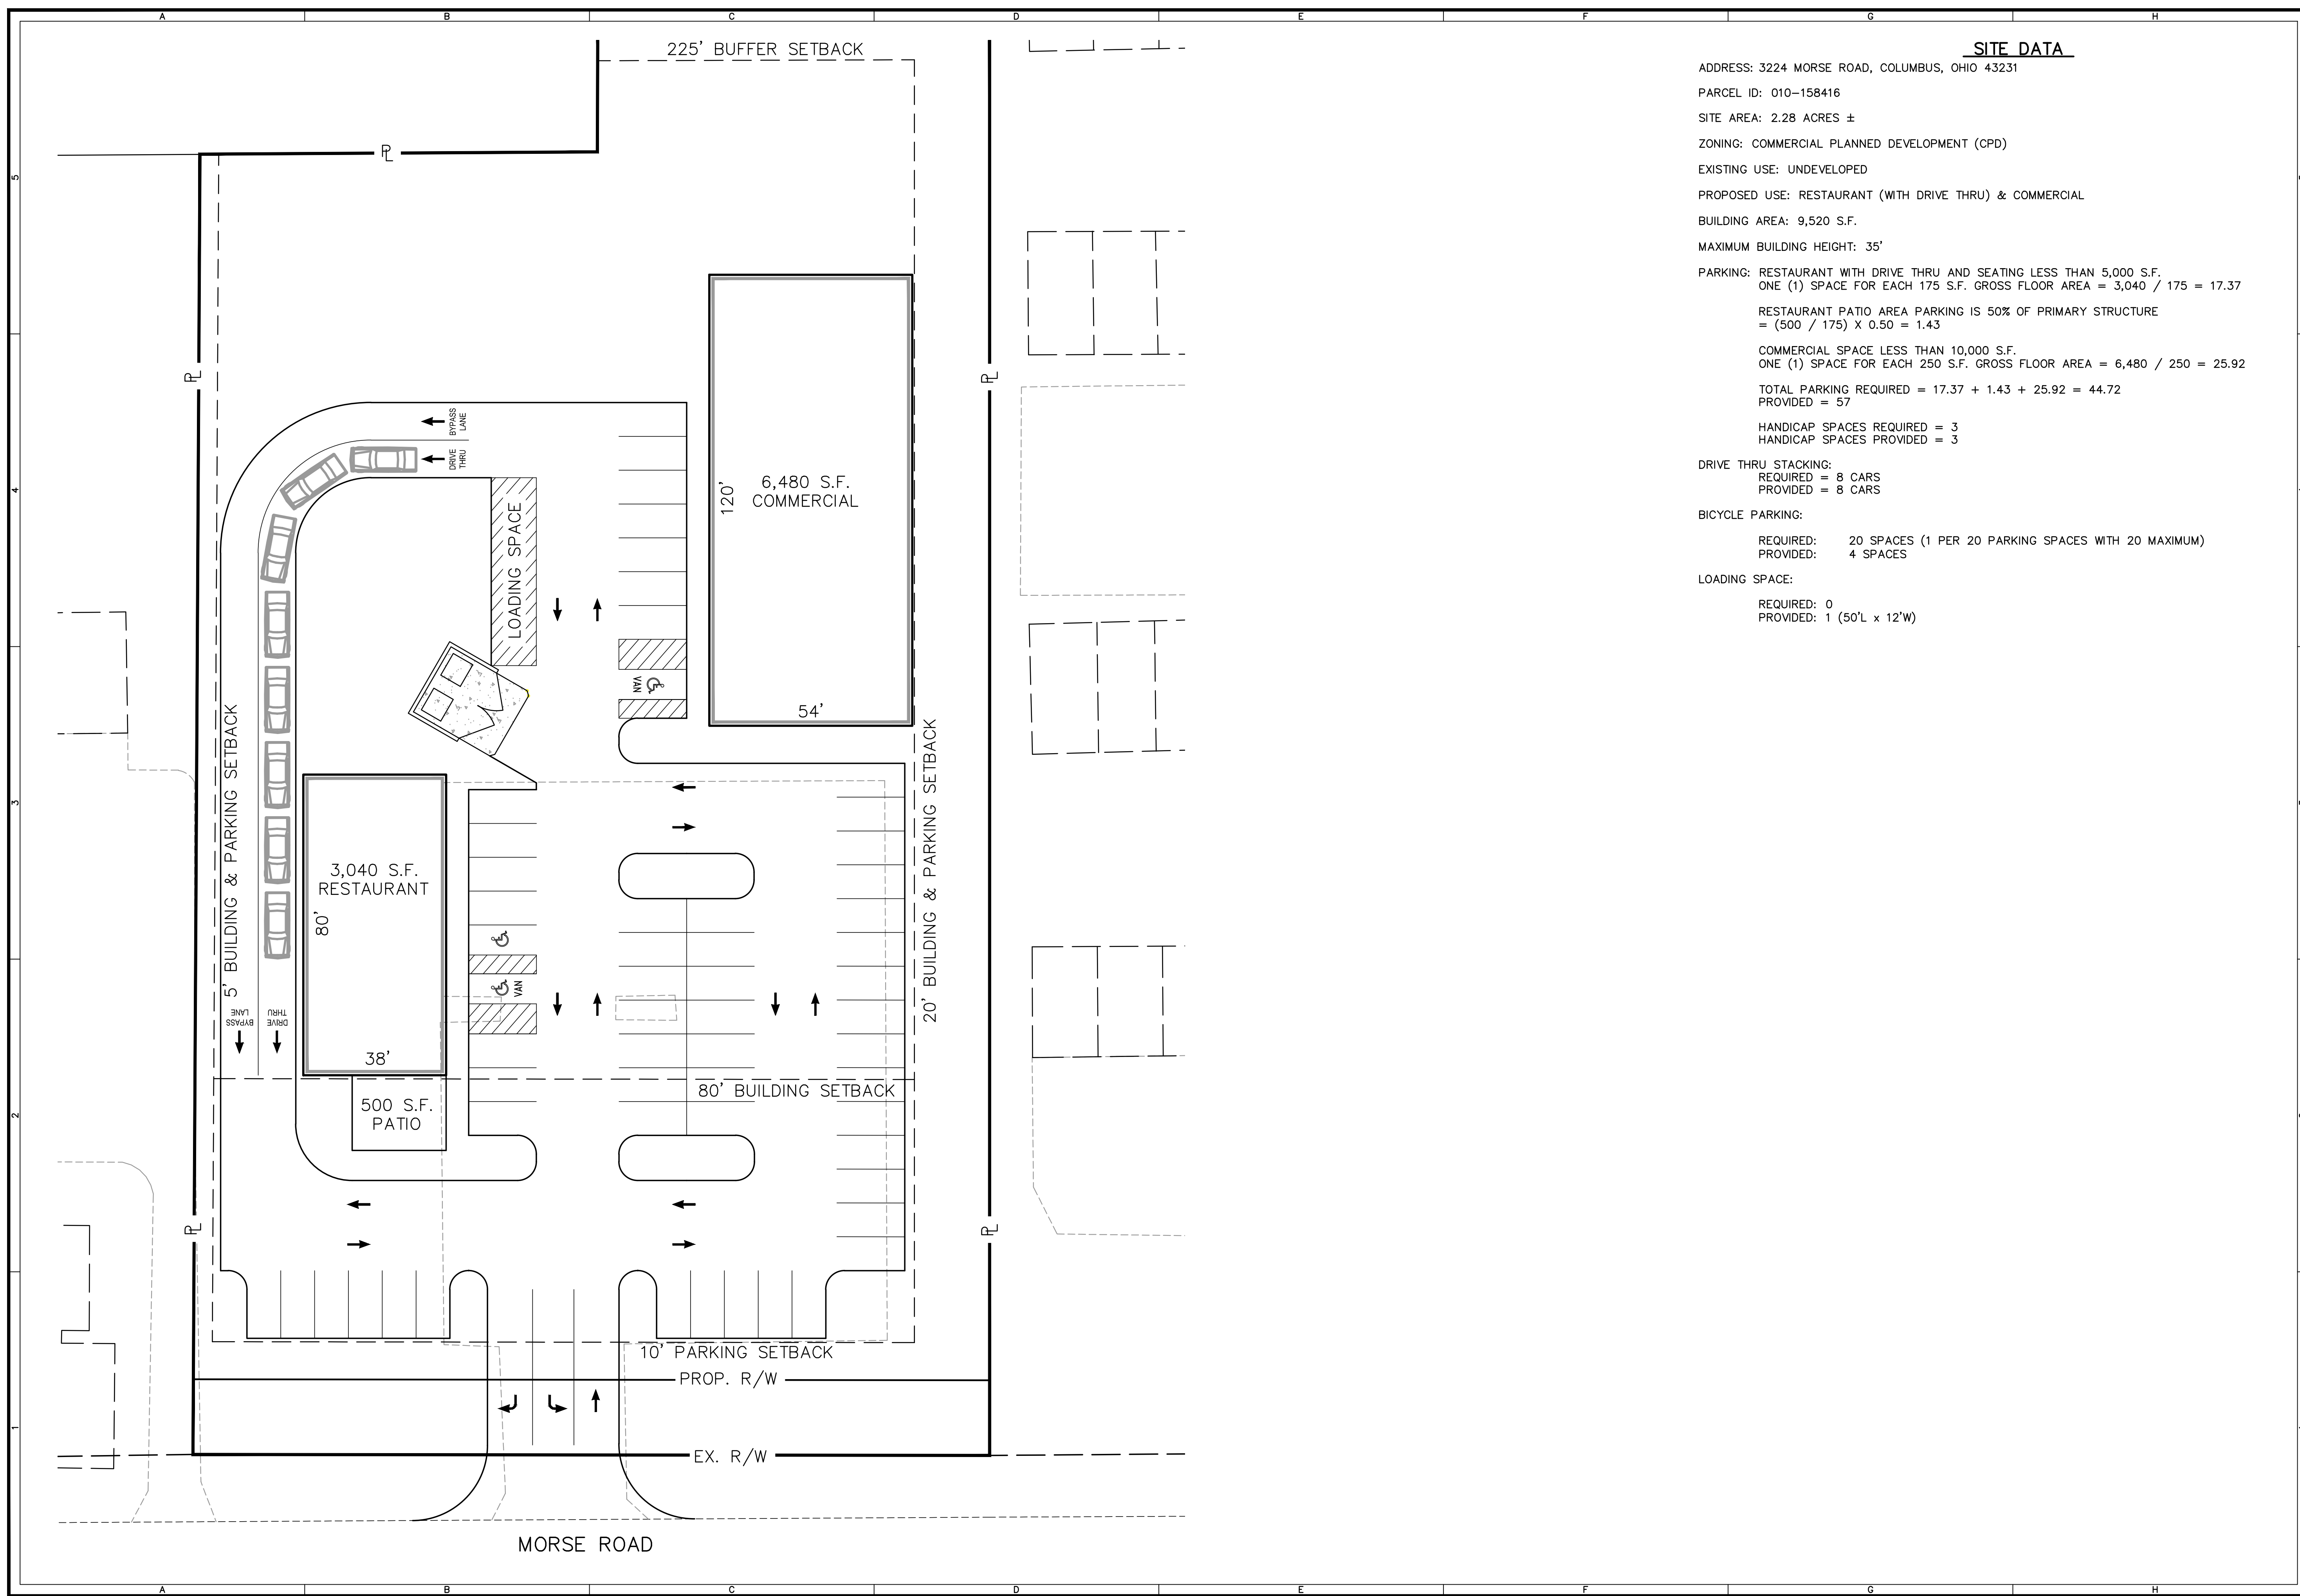 A B C D E F G H
225' BUFFER SETBACK
PL
5
PL
PL
BYPASS
LANE
DRIVE
THRU
4
LOADING SPACE
120'
6,480 S.F.
COMMERCIAL
54'
VAN
5' BUILDING & PARKING SETBACK
20' BUILDING & PARKING SETBACK
3
3,040 S.F.
RESTAURANT
80'
38'
VAN
BYPASS
LANE
DRIVE
THRU
80' BUILDING SETBACK
2
500 S.F.
PATIO
PL
PL
10' PARKING SETBACK
PROP. R/W
1
EX. R/W
MORSE ROAD
SITE DATA
ADDRESS: 3224 MORSE ROAD, COLUMBUS, OHIO 43231
PARCEL ID: 010-158416
SITE AREA: 2.28 ACRES ±
ZONING: COMMERCIAL PLANNED DEVELOPMENT (CPD)
EXISTING USE: UNDEVELOPED
PROPOSED USE: RESTAURANT (WITH DRIVE THRU) & COMMERCIAL
BUILDING AREA: 9,520 S.F.
MAXIMUM BUILDING HEIGHT: 35'
PARKING: RESTAURANT WITH DRIVE THRU AND SEATING LESS THAN 5,000 S.F.
ONE (1) SPACE FOR EACH 175 S.F. GROSS FLOOR AREA = 3,040 / 175 = 17.37
RESTAURANT PATIO AREA PARKING IS 50% OF PRIMARY STRUCTURE
= (500 / 175) X 0.50 = 1.43
COMMERCIAL SPACE LESS THAN 10,000 S.F.
ONE (1) SPACE FOR EACH 250 S.F. GROSS FLOOR AREA = 6,480 / 250 = 25.92
TOTAL PARKING REQUIRED = 17.37 + 1.43 + 25.92 = 44.72
PROVIDED = 57
HANDICAP SPACES REQUIRED = 3
HANDICAP SPACES PROVIDED = 3
DRIVE THRU STACKING:
REQUIRED = 8 CARS
PROVIDED = 8 CARS
BICYCLE PARKING:
REQUIRED: 20 SPACES (1 PER 20 PARKING SPACES WITH 20 MAXIMUM)
PROVIDED: 4 SPACES
LOADING SPACE:
REQUIRED: 0
PROVIDED: 1 (50'L x 12'W)
A B C D E F G H